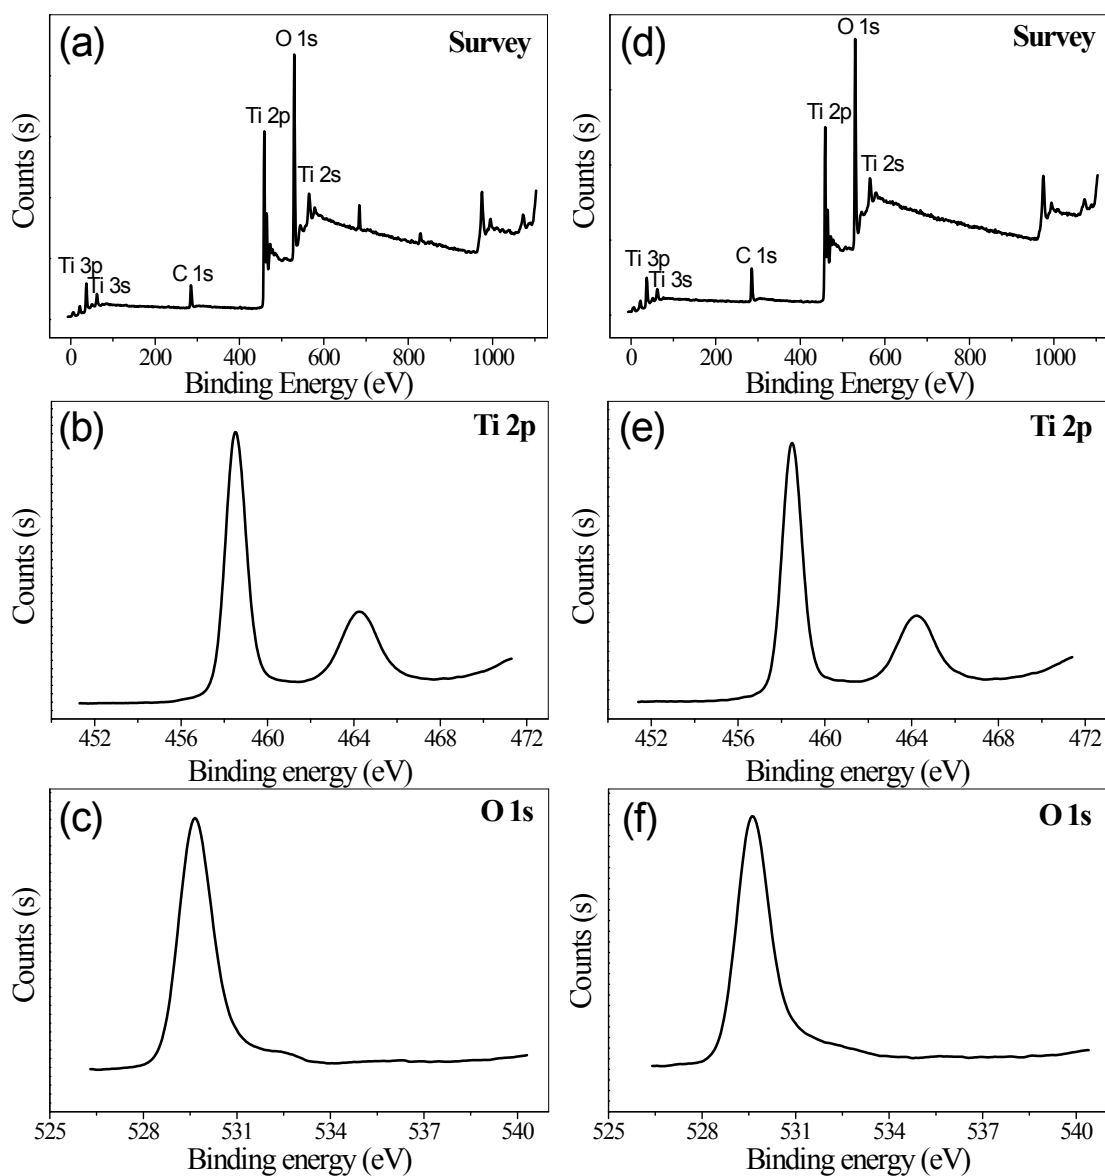 (a)
Survey
O 1s
Ti 2p
Ti 2s
Ti 3p
Ti 3s
C 1s
Counts (s)
0 200 400 600 800 1000
Binding Energy (eV)
(d)
Survey
O 1s
Ti 2p
Ti 2s
Ti 3p
Ti 3s
C 1s
Counts (s)
0 200 400 600 800 1000
Binding Energy (eV)
(b)
Ti 2p
Counts (s)
452 456 460 464 468 472
Binding energy (eV)
(e)
Ti 2p
Counts (s)
452 456 460 464 468 472
Binding energy (eV)
(c)
O 1s
Counts (s)
525 528 531 534 537 540
Binding energy (eV)
(f)
O 1s
Counts (s)
525 528 531 534 537 540
Binding energy (eV)